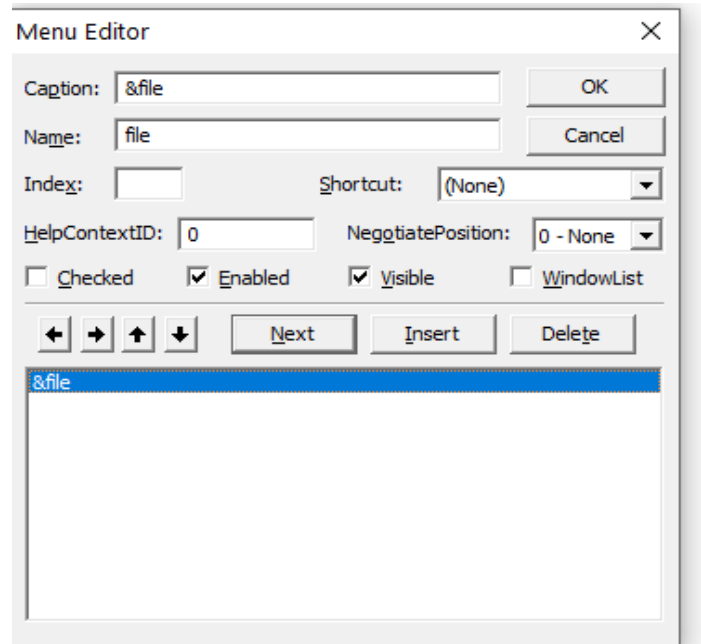 Menu Editor
Caption: &file OK
Name: file Cancel
Index: Shortcut: (None)
HelpContextID: 0 NegotiatePosition: 0 - None
Checked Enabled Visible WindowList
Next Insert Delete
&file